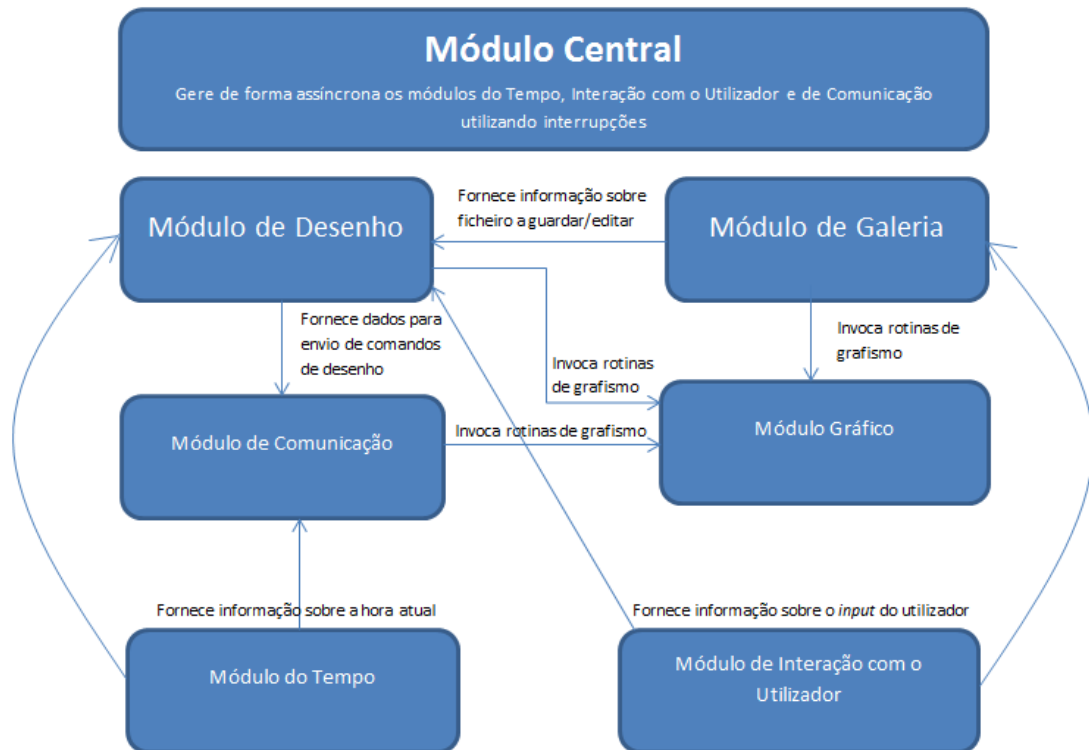 Módulo Central
Gere de forma assíncrona os módulos do Tempo, Interação com o Utilizador e de Comunicação
utilizando interrupções
Módulo de Desenho
Fornece informação sobre
ficheiro a guardar/editar
Módulo de Galeria
Fornece dados para
envio de comandos
de desenho
Invoca rotinas
de grafismo
Invoca rotinas de
grafismo
Módulo de Comunicação
Invoca rotinas de grafismo
Módulo Gráfico
Fornece informação sobre a hora atual
Fornece informação sobre o input do utilizador
Módulo do Tempo
Módulo de Interação com o
Utilizador